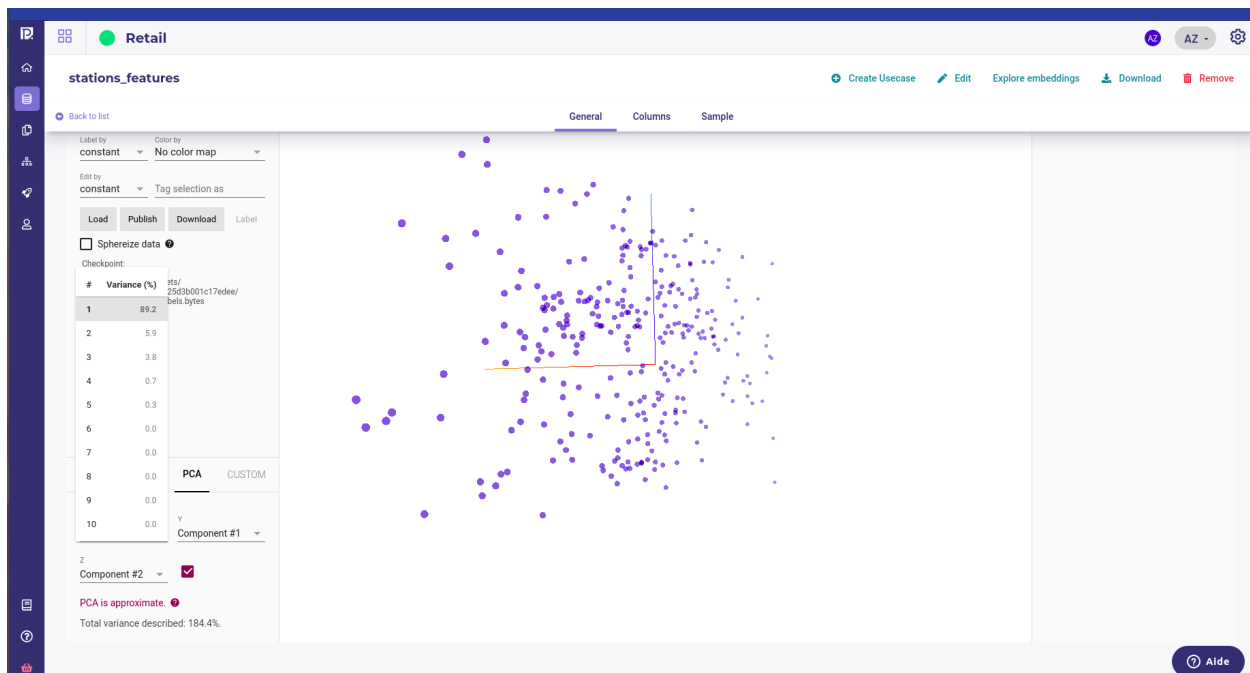 Retail
AZ
AZ
stations_features
Create Usecase
Edit
Explore embeddings
Download
Remove
Back to list
General
Columns
Sample
Label by
Color by
constant
No color map
Edit by
constant
Tag selection as
Load
Publish
Download
Label
Sphereize data
Checkpoint:
# Variance (%)
1 89.2
2 5.9
3 3.8
4 0.7
5 0.3
6 0.0
7 0.0
8 0.0
9 0.0
10 0.0
ets/
25d3b001c17edee/
bels.bytes
PCA
CUSTOM
Y
Component #1
Z
Component #2
PCA is approximate.
Total variance described: 184.4%.
Aide